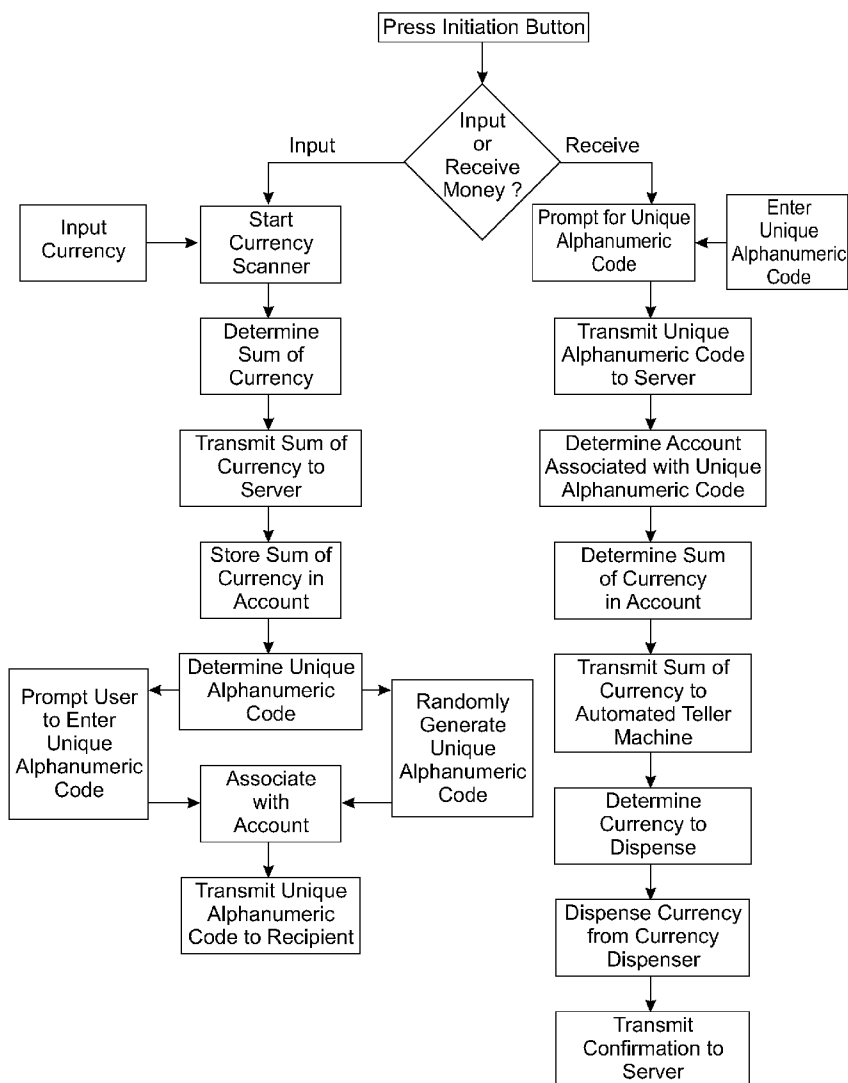 Press Initiation Button
Input
or
Receive
Money ?
Input
Receive
Input
Currency
Start
Currency
Scanner
Prompt for Unique
Alphanumeric
Code
Enter
Unique
Alphanumeric
Code
Determine
Sum of
Currency
Transmit Unique
Alphanumeric Code
to Server
Transmit Sum of
Currency to
Server
Determine Account
Associated with Unique
Alphanumeric Code
Store Sum of
Currency in
Account
Determine Sum
of Currency
in Account
Determine Unique
Alphanumeric
Code
Prompt User
to Enter
Unique
Alphanumeric
Code
Randomly
Generate
Unique
Alphanumeric
Code
Transmit Sum of
Currency to
Automated Teller
Machine
Associate
with
Account
Determine
Currency to
Dispense
Transmit Unique
Alphanumeric
Code to Recipient
Dispense Currency
from Currency
Dispenser
Transmit
Confirmation to
Server